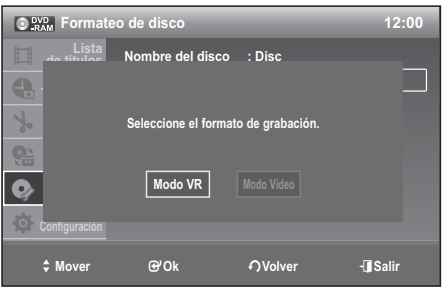 DVD-RAM Formateo de disco 12:00
Lista de títulos
Nombre del disco : Disc
Seleccione el formato de grabación.
Modo VR Modo Video
Configuración
Mover Ok Volver Salir